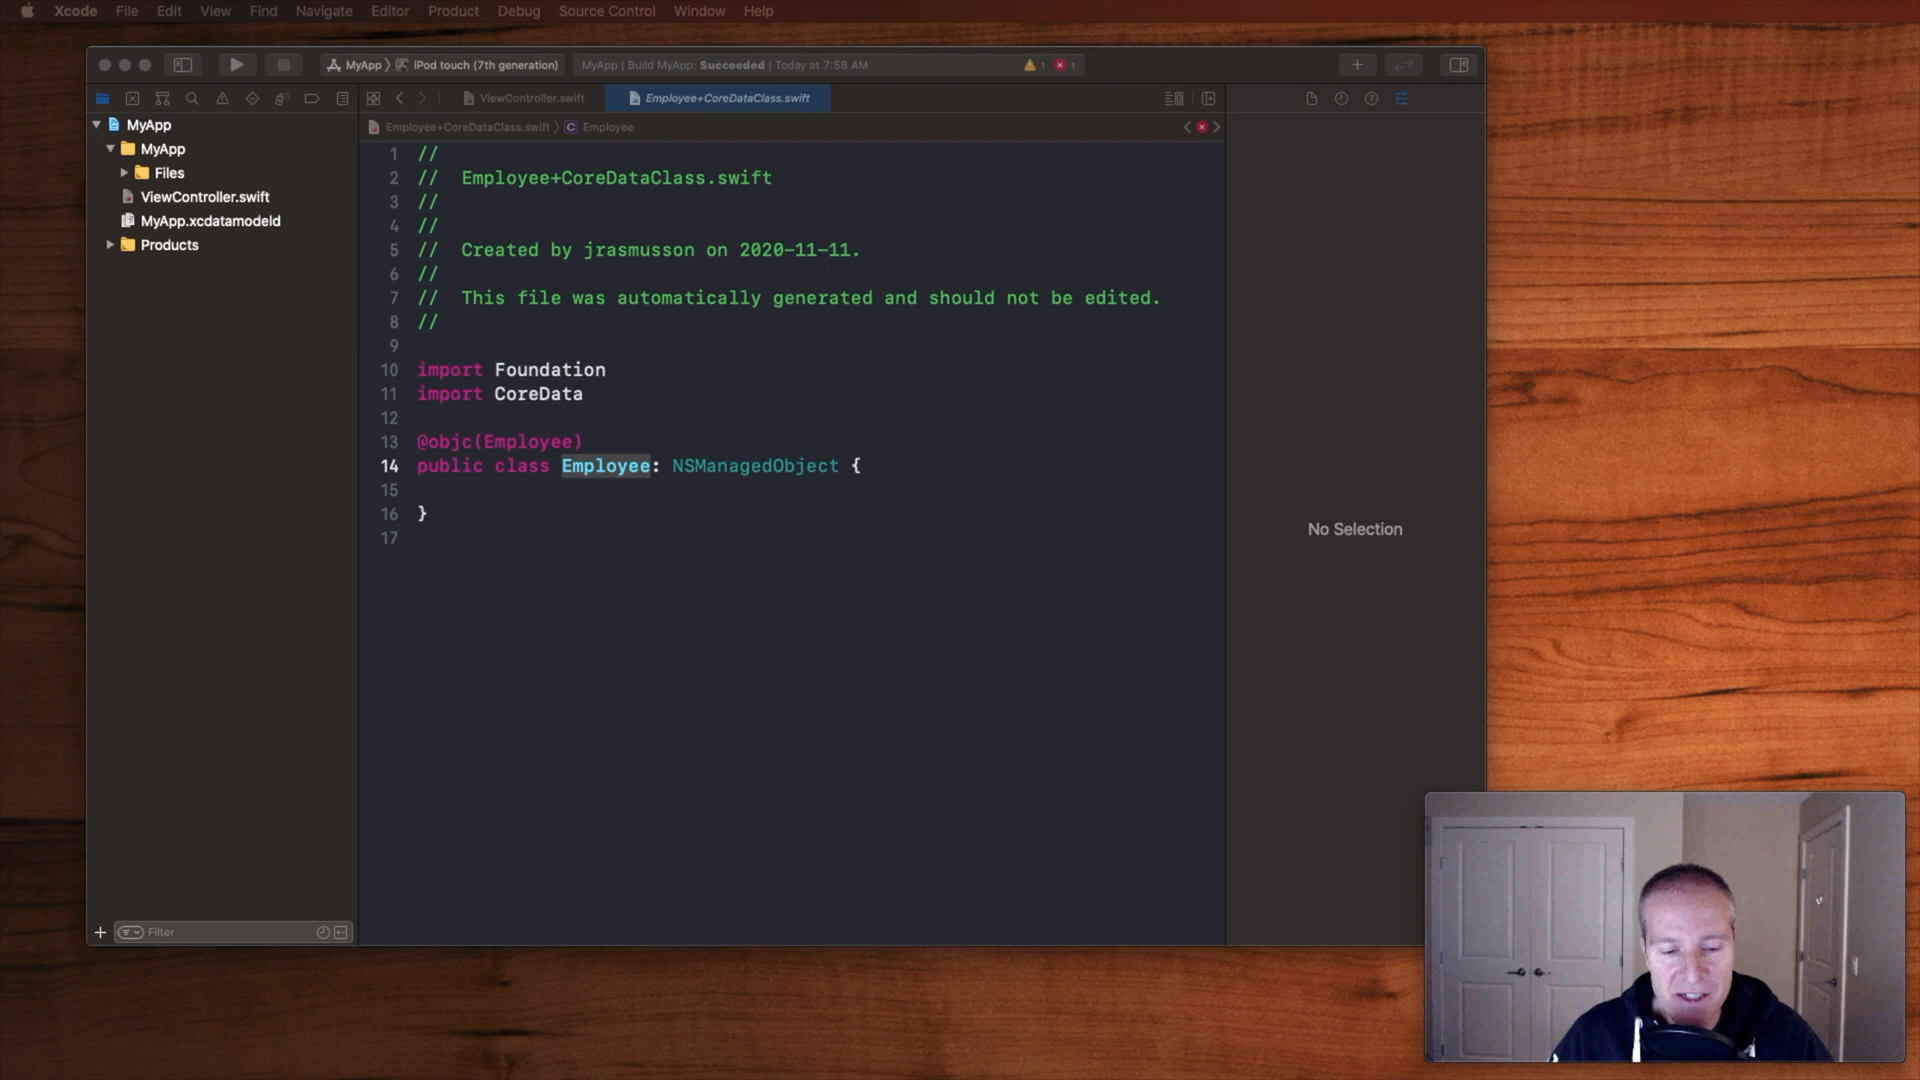 Xcode File Edit View Find Navigate Editor Product Debug Source Control Window Help
MyApp 〉 iPod touch (7th generation)
MyApp | Build MyApp: Succeeded | Today at 7:58 AM
1
1
ViewController.swift
Employee+CoreDataClass.swift
Employee+CoreDataClass.swift 〉 C Employee
MyApp
MyApp
Files
ViewController.swift
MyApp.xcdatamodeld
Products
1 //
2 //  Employee+CoreDataClass.swift
3 //
4 //
5 //  Created by jrasmusson on 2020-11-11.
6 //
7 //  This file was automatically generated and should not be edited.
8 //
9
10 import Foundation
11 import CoreData
12
13 @objc(Employee)
14 public class Employee: NSManagedObject {
15
16 }
17
No Selection
Filter